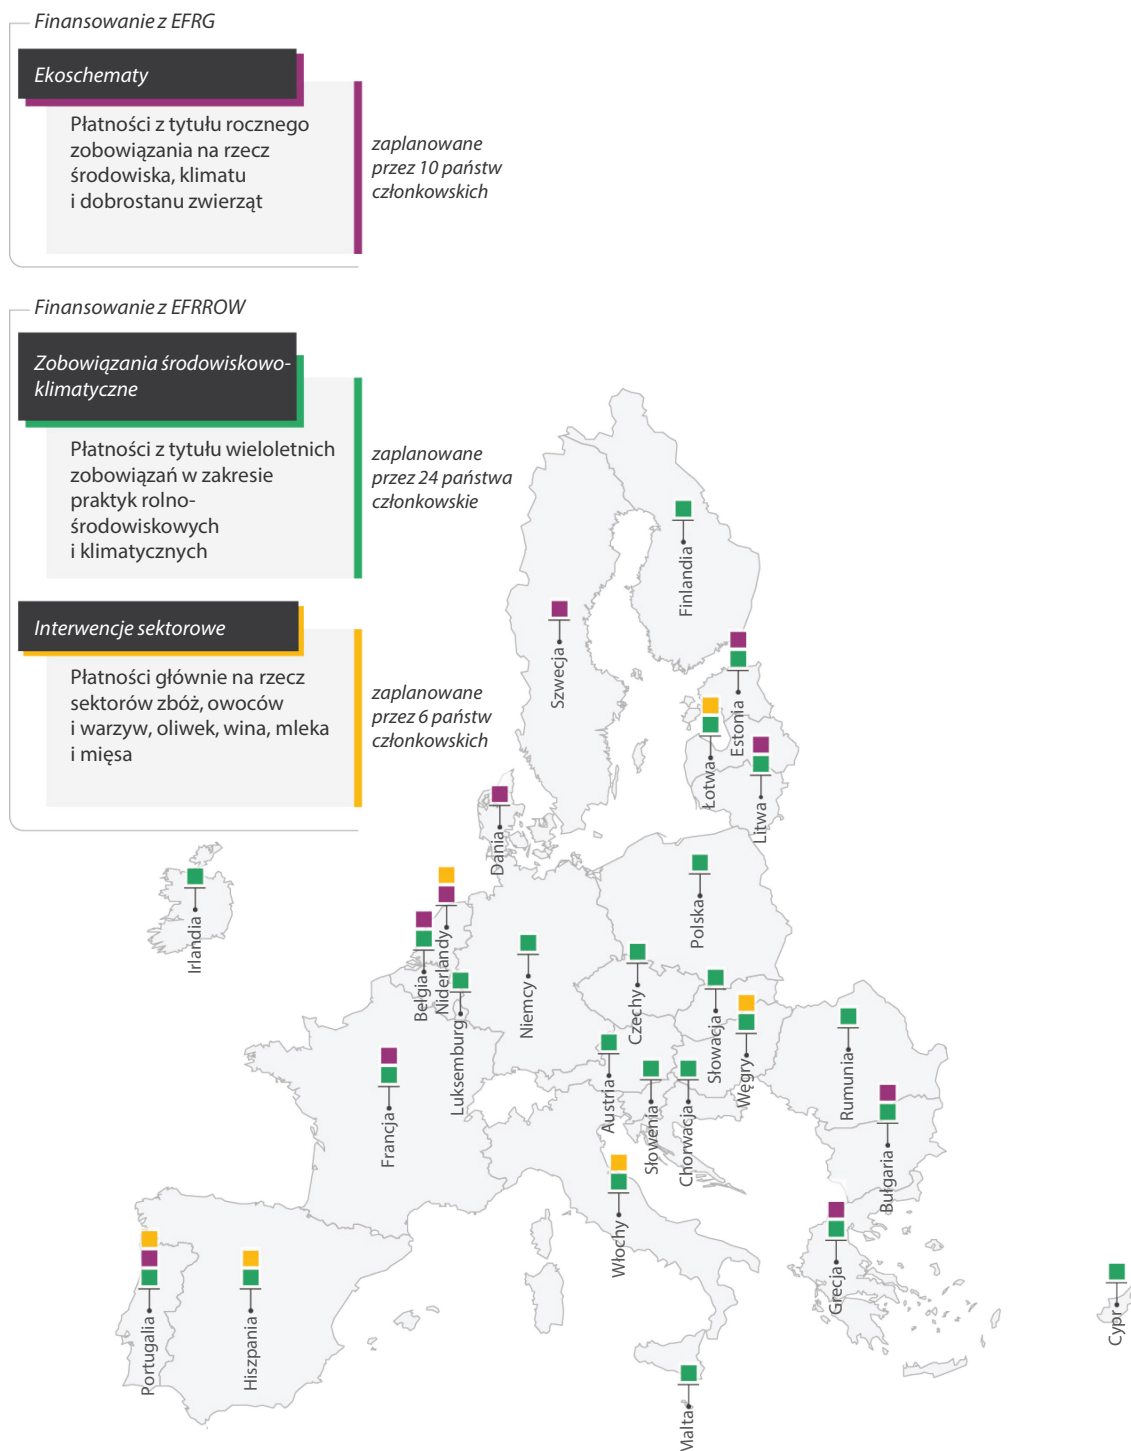 Finansowanie z EFRG
Ekoschematy
Płatności z tytułu rocznego
zobowiązania na rzecz
środowiska, klimatu
i dobrostanu zwierząt
zaplanowane
przez 10 państw
członkowskich
Finansowanie z EFRROW
Zobowiązania środowiskowo-
klimatyczne
Płatności z tytułu wieloletnich
zobowiązań w zakresie
praktyk rolno-
środowiskowych
i klimatycznych
zaplanowane
przez 24 państwa
członkowskie
Interwencje sektorowe
Płatności głównie na rzecz
sektorów zbóż, owoców
i warzyw, oliwek, wina, mleka
i mięsa
zaplanowane
przez 6 państw
członkowskich
Finlandia
Szwecja
Estonia
Łotwa
Litwa
Dania
Irlandia
Polska
Niderlandy
Belgia
Luksemburg
Niemcy
Czechy
Słowacja
Węgry
Rumunia
Francja
Austria
Słowenia
Chorwacja
Bułgaria
Włochy
Grecja
Portugalia
Hiszpania
Cypr
Malta